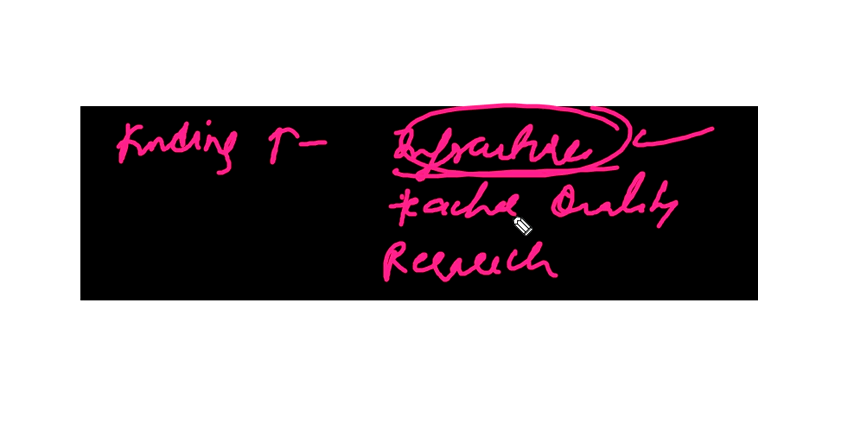 Funding ↑ - Infrastructure ✓
Teacher Quality
Research